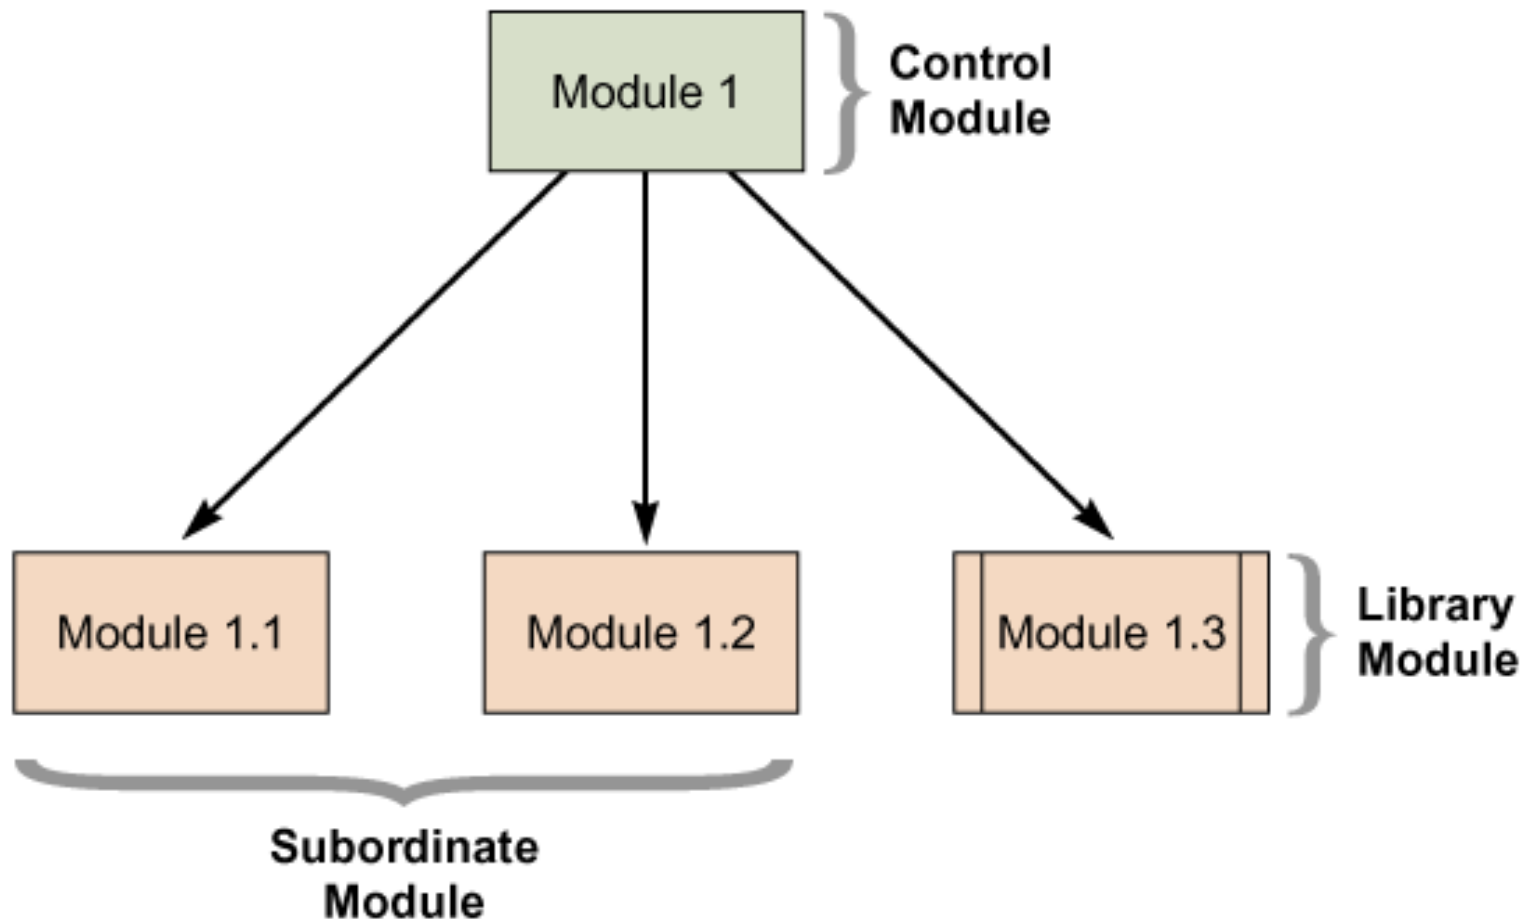 Module 1
Control
Module
Module 1.1
Module 1.2
Module 1.3
Library
Module
Subordinate
Module